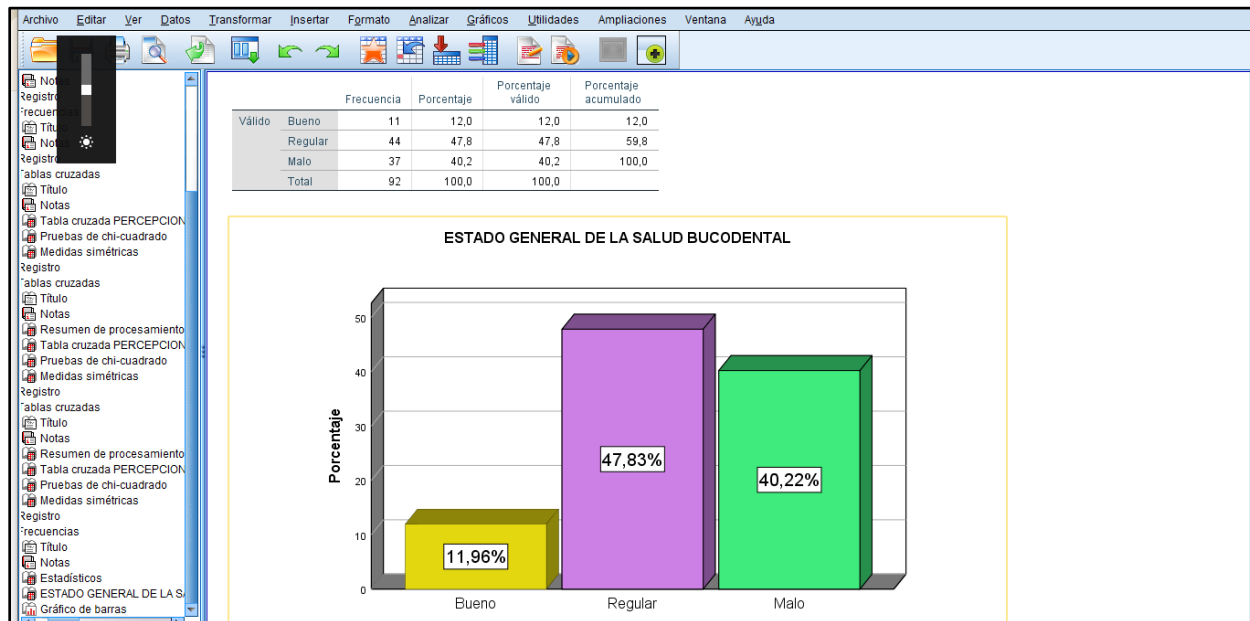 Archivo Editar Ver Datos Transformar Insertar Formato Analizar Gráficos Utilidades Ampliaciones Ventana Ayuda
Notas
Registro
Frecuencias
Título
Notas
Registro
Tablas cruzadas
Título
Notas
Tabla cruzada PERCEPCION
Pruebas de chi-cuadrado
Medidas simétricas
Registro
Tablas cruzadas
Título
Notas
Resumen de procesamiento
Tabla cruzada PERCEPCION
Pruebas de chi-cuadrado
Medidas simétricas
Registro
Tablas cruzadas
Título
Notas
Resumen de procesamiento
Tabla cruzada PERCEPCION
Pruebas de chi-cuadrado
Medidas simétricas
Registro
Frecuencias
Título
Notas
Estadísticos
ESTADO GENERAL DE LA SA
Gráfico de barras
Frecuencia Porcentaje Porcentaje válido Porcentaje acumulado
Válido Bueno 11 12,0 12,0 12,0
Regular 44 47,8 47,8 59,8
Malo 37 40,2 40,2 100,0
Total 92 100,0 100,0
ESTADO GENERAL DE LA SALUD BUCODENTAL
Porcentaje
50
40
30
20
10
0
11,96%
47,83%
40,22%
Bueno Regular Malo